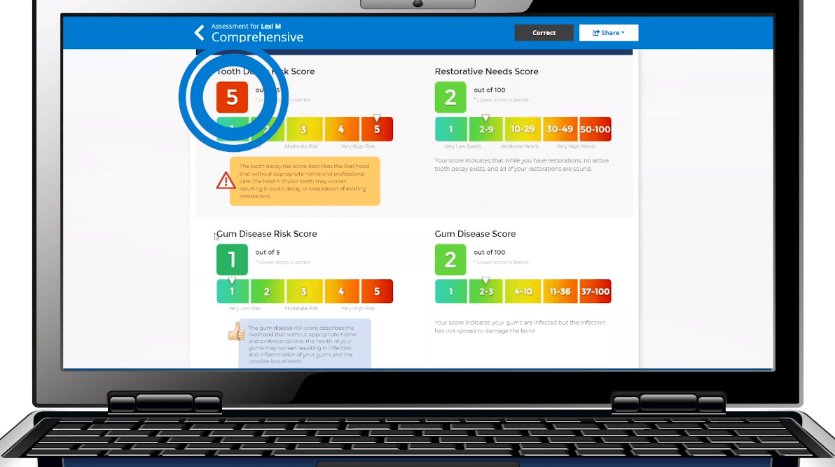 Assessment for Lexi M
Comprehensive
Correct
Share
Tooth D Risk Score
5
out
* Lower score is better
1 2 3 4 5
Moderate Risk Very High Risk
The tooth decay risk score describes the likelihood
that without appropriate home and professional
care, the health of your teeth may worsen
resulting in tooth decay or breakdown of existing
restorations.
Restorative Needs Score
2
out of 100
* Lower score is better
1 2-9 10-29 30-49 50-100
Very Low Needs Moderate Needs Very High Needs
Your score indicates that while you have restorations, no active
tooth decay exists, and all of your restorations are sound.
Gum Disease Risk Score
1
out of 5
* Lower score is better
1 2 3 4 5
Very Low Risk Moderate Risk Very High Risk
The gum disease risk score describes the
likelihood that without appropriate home
and professional care, the health of your
gums may worsen resulting in infection
and inflammation of your gums and the
possible loss of teeth.
Gum Disease Score
2
out of 100
* Lower score is better
1 2-3 4-10 11-36 37-100
Your score indicates your gums are infected but the infection
has not spread to damage the bone.